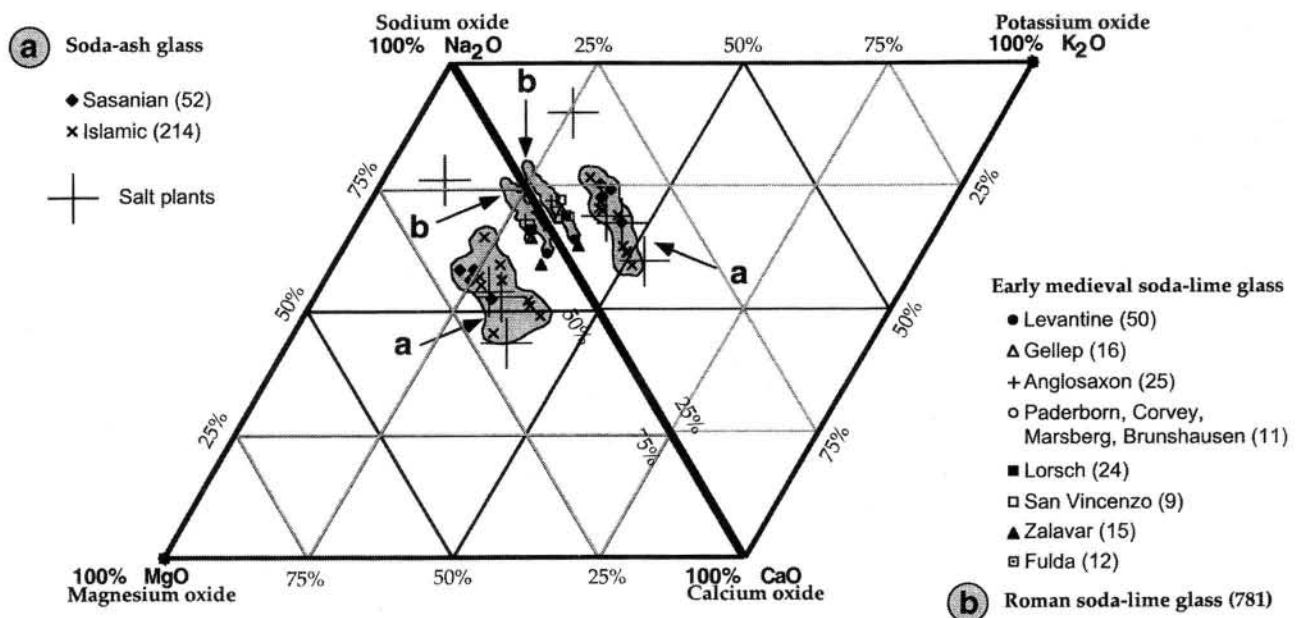 Sodium oxide
100% Na2O
25%
50%
75%
Potassium oxide
100% K2O
a Soda-ash glass
Sasanian (52)
Islamic (214)
Salt plants
b
b
a
a
75%
50%
25%
25%
50%
75%
50%
25%
75%
100% MgO
Magnesium oxide
75%
50%
25%
100% CaO
Calcium oxide
Early medieval soda-lime glass
Levantine (50)
Gellep (16)
Anglosaxon (25)
Paderborn, Corvey,
Marsberg, Brunshausen (11)
Lorsch (24)
San Vincenzo (9)
Zalavar (15)
Fulda (12)
b Roman soda-lime glass (781)